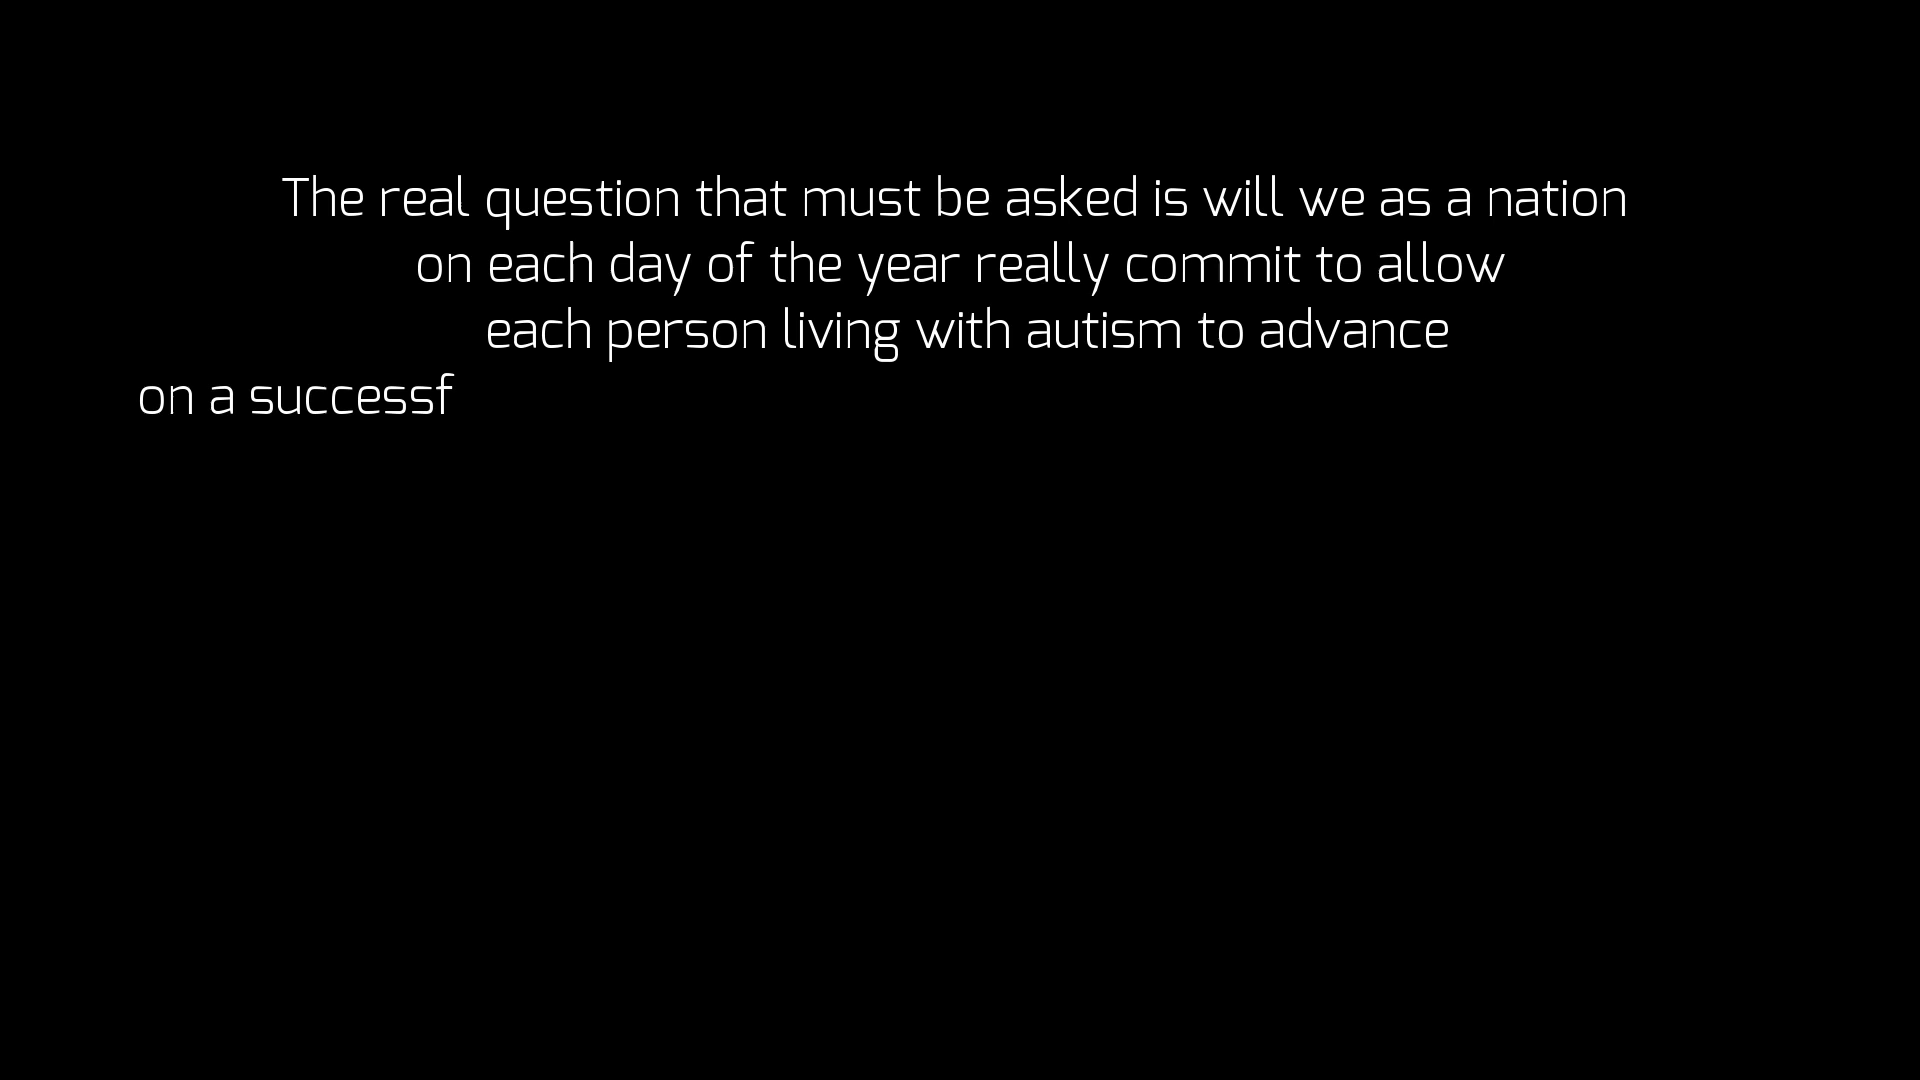 The real question that must be asked is will we as a nation
on each day of the year really commit to allow
each person living with autism to advance
on a successf